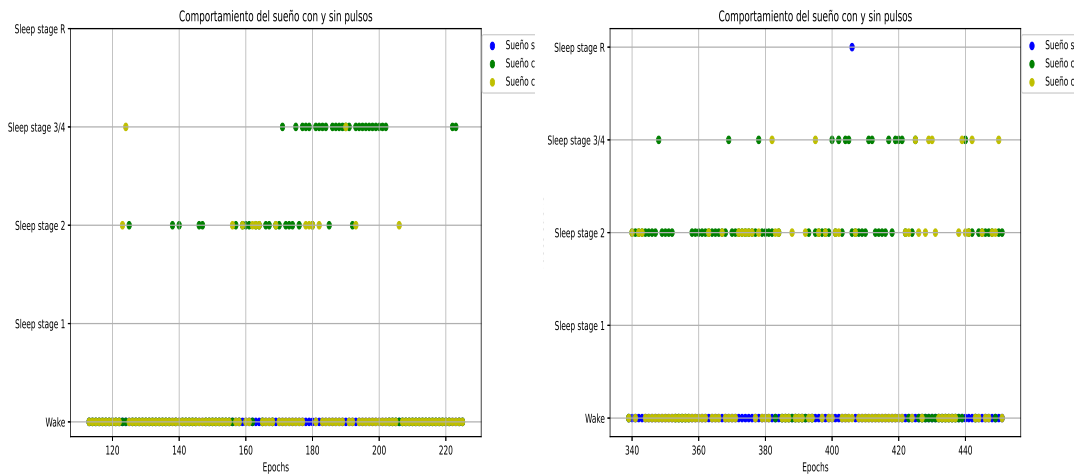 Comportamiento del sueño con y sin pulsos
Sleep stage R
Sueño s
Sueño c
Sueño c
Sleep stage 3/4
Sleep stage 2
Sleep stage 1
Wake
120 140 160 180 200 220
Epochs
Comportamiento del sueño con y sin pulsos
Sleep stage R
Sueño s
Sueño c
Sueño c
Sleep stage 3/4
Sleep stage 2
Sleep stage 1
Wake
340 360 380 400 420 440
Epochs